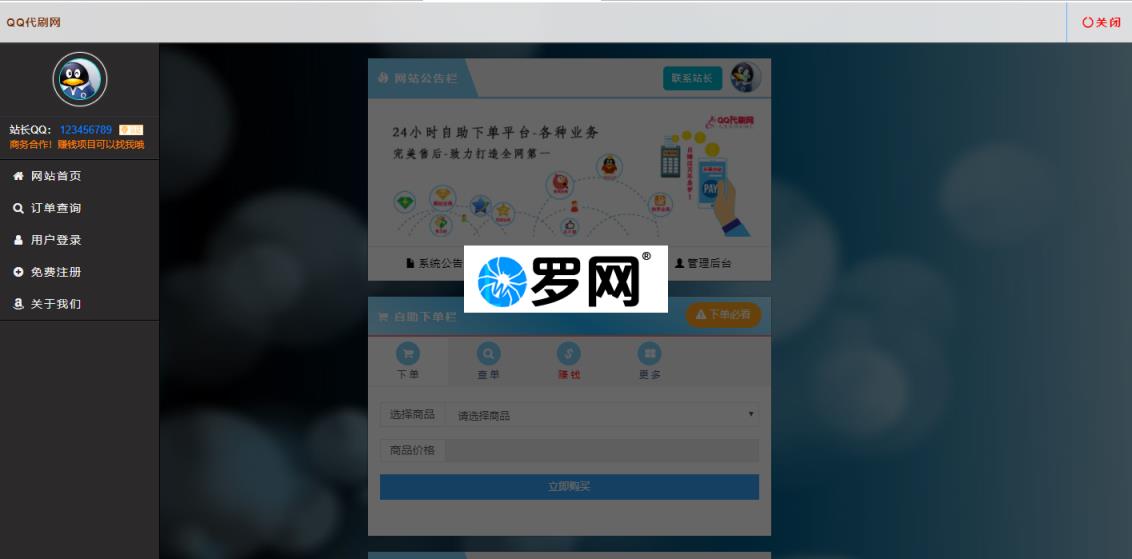 QQ代刷网
关闭
站长QQ： 123456789
商务合作！赚钱项目可以找我哦
网站首页
订单查询
用户登录
免费注册
关于我们
网站公告栏
联系站长
24小时自助下单平台-各种业务
完美售后-致力打造全网第一
QQ代刷网
PAY
系统公告
管理后台
罗网®
自助下单栏
下单必看
下单
查单
赚钱
更多
选择商品
请选择商品
商品价格
立即购买